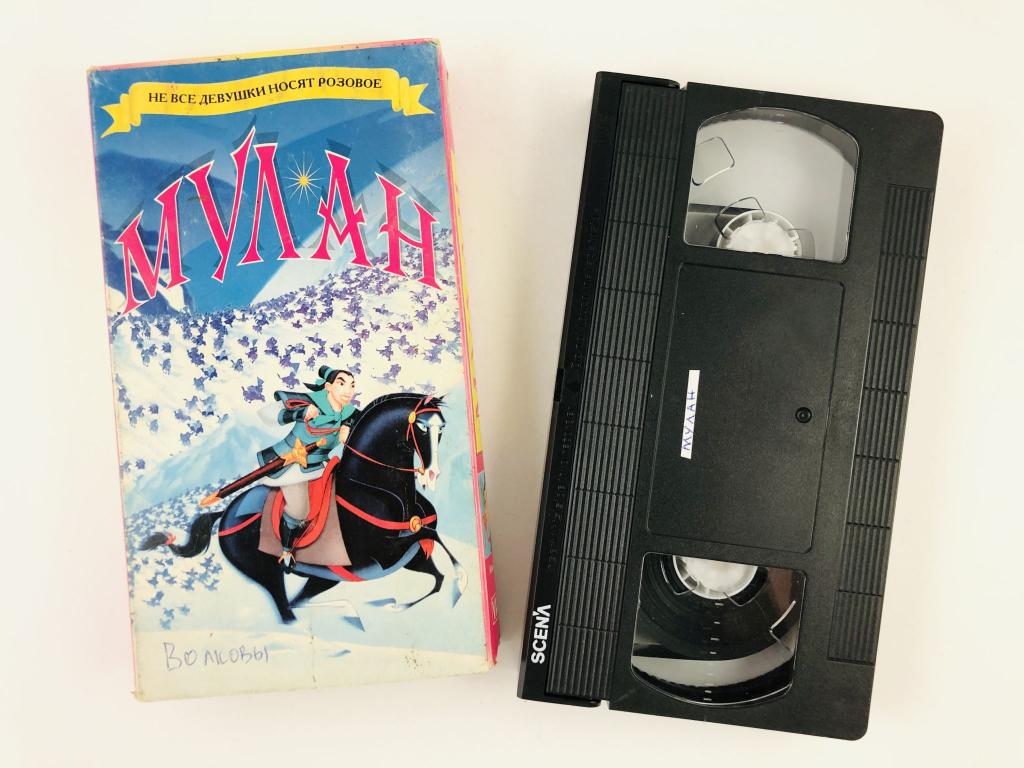 НЕ ВСЕ ДЕВУШКИ НОСЯТ РОЗОВОЕ
МУЛАН
Волковы
МУЛАН
SCENA